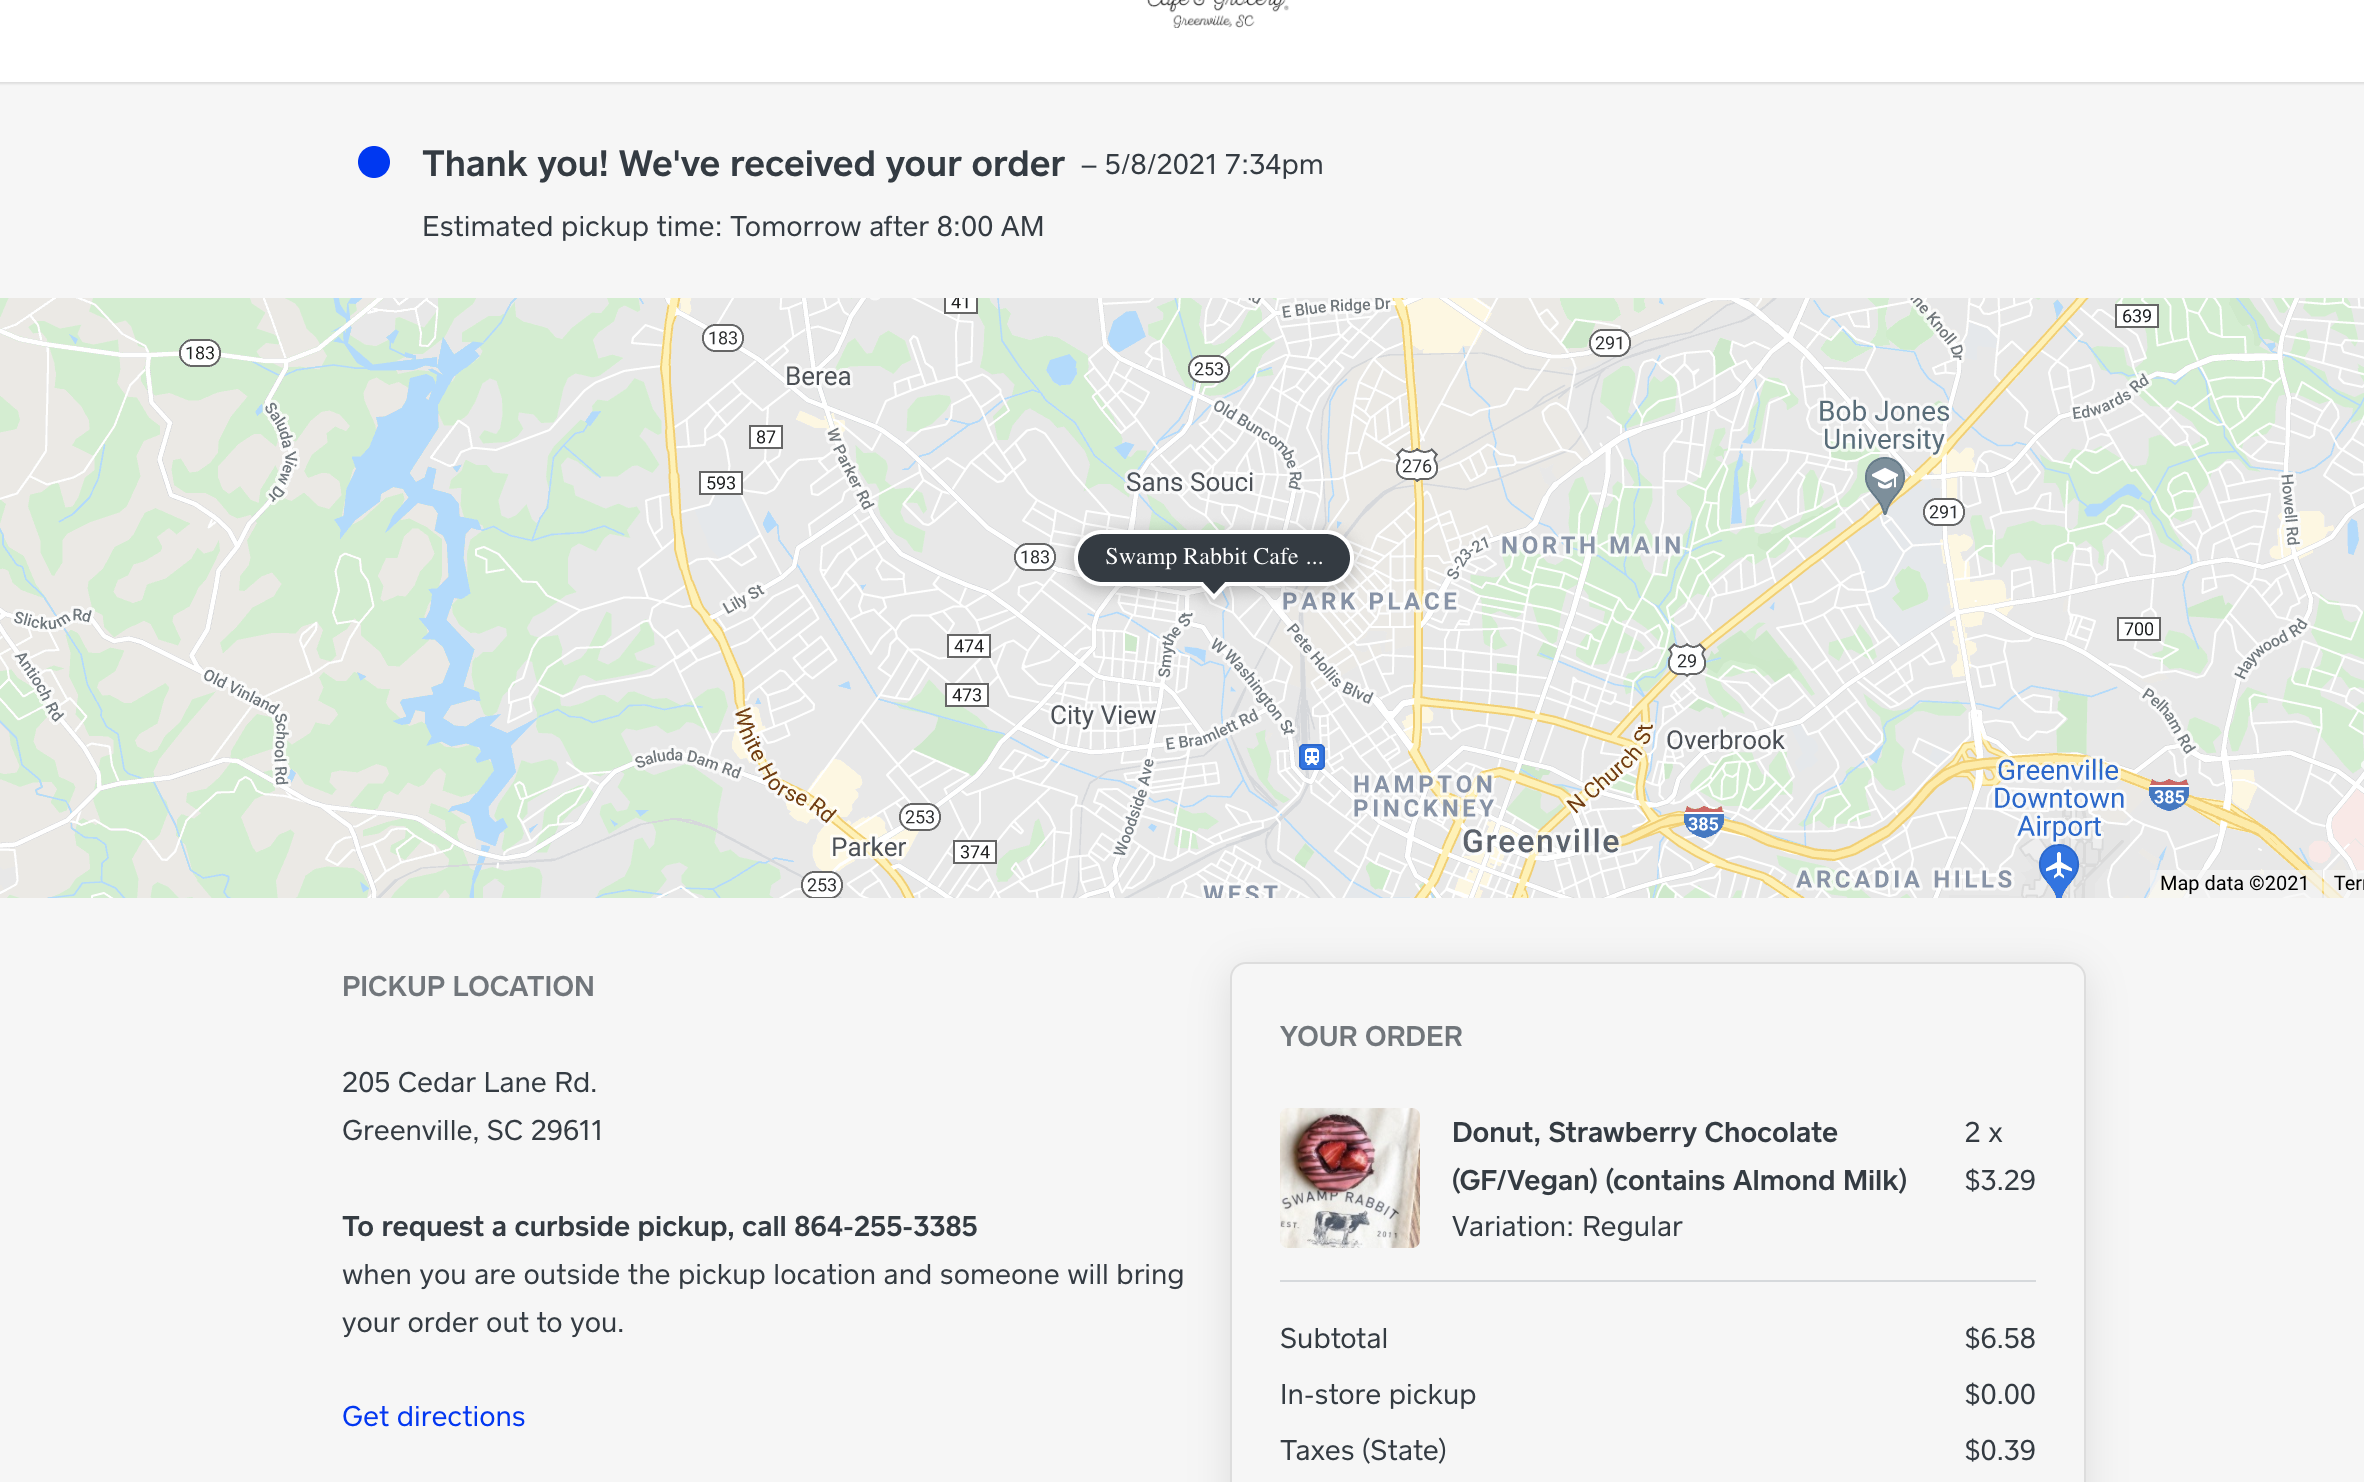 Cafe & Grocery
Greenville, SC
Thank you! We've received your order – 5/8/2021 7:34pm
Estimated pickup time: Tomorrow after 8:00 AM
41
E Blue Ridge Dr
639
183
183
291
253
Berea
Saluda View Dr
Old Buncombe Rd
Edwards Rd
Bob Jones
University
87
W Parker Rd
276
593
Sans Souci
291
Howell Rd
183
Swamp Rabbit Cafe ...
S-23-21
NORTH MAIN
Lily St
PARK PLACE
Slickum Rd
700
Smythe St
Pete Hollis Blvd
W Washington St
474
29
Haywood Rd
Antioch Rd
Old Vinland School Rd
473
City View
E Bramlett Rd
Pelham Rd
White Horse Rd
Saluda Dam Rd
N Church St
Overbrook
HAMPTON
PINCKNEY
Greenville
Downtown
Airport
385
253
Woodside Ave
385
Parker
374
Greenville
253
WEST
ARCADIA HILLS
Map data ©2021
PICKUP LOCATION
205 Cedar Lane Rd.
Greenville, SC 29611
To request a curbside pickup, call 864-255-3385
when you are outside the pickup location and someone will bring
your order out to you.
Get directions
YOUR ORDER
Donut, Strawberry Chocolate 2 x
(GF/Vegan) (contains Almond Milk) $3.29
Variation: Regular
SWAMP RABBIT
EST. 2011
Subtotal $6.58
In-store pickup $0.00
Taxes (State) $0.39